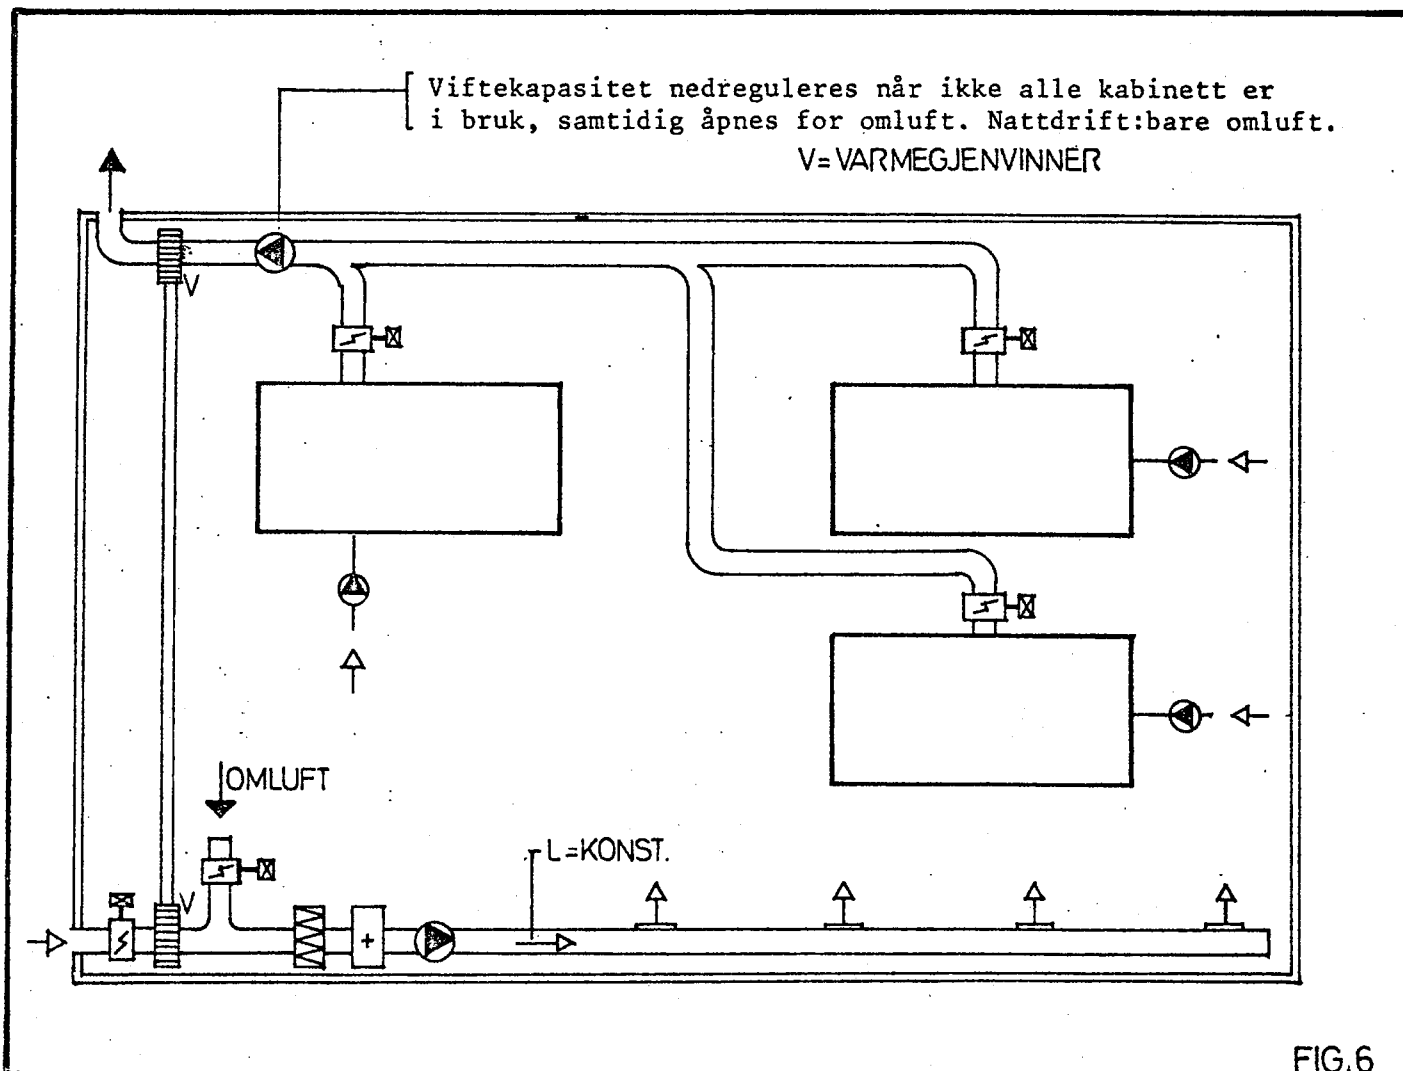 Viftekapasitet nedreguleres når ikke alle kabinett er
i bruk, samtidig åpnes for omluft. Nattdrift:bare omluft.
V=VARMEGJENVINNER
V
OMLUFT
L=KONST.
V
+
FIG.6